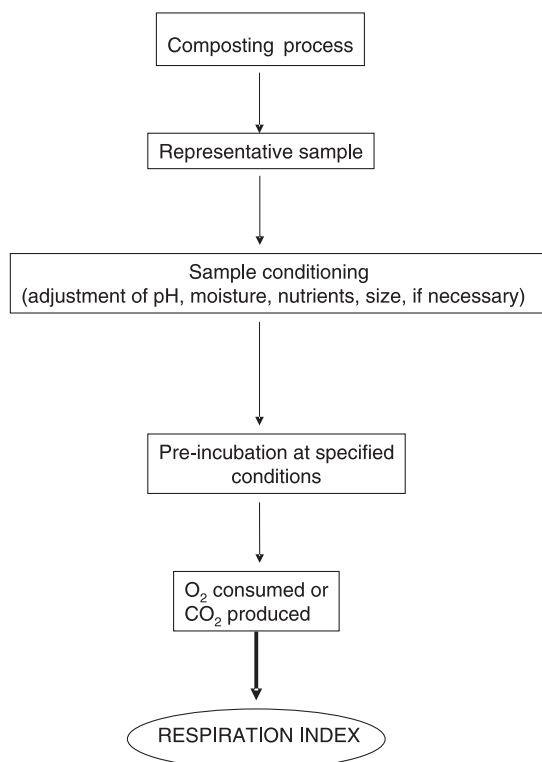 Composting process
Representative sample
Sample conditioning
(adjustment of pH, moisture, nutrients, size, if necessary)
Pre-incubation at specified
conditions
O₂ consumed or
CO₂ produced
RESPIRATION INDEX